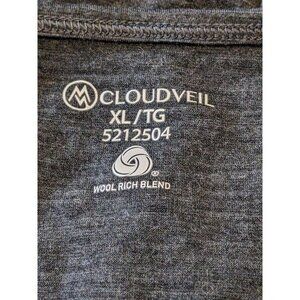 CLOUDVEIL
XL/TG
5212504
®
WOOL RICH BLEND